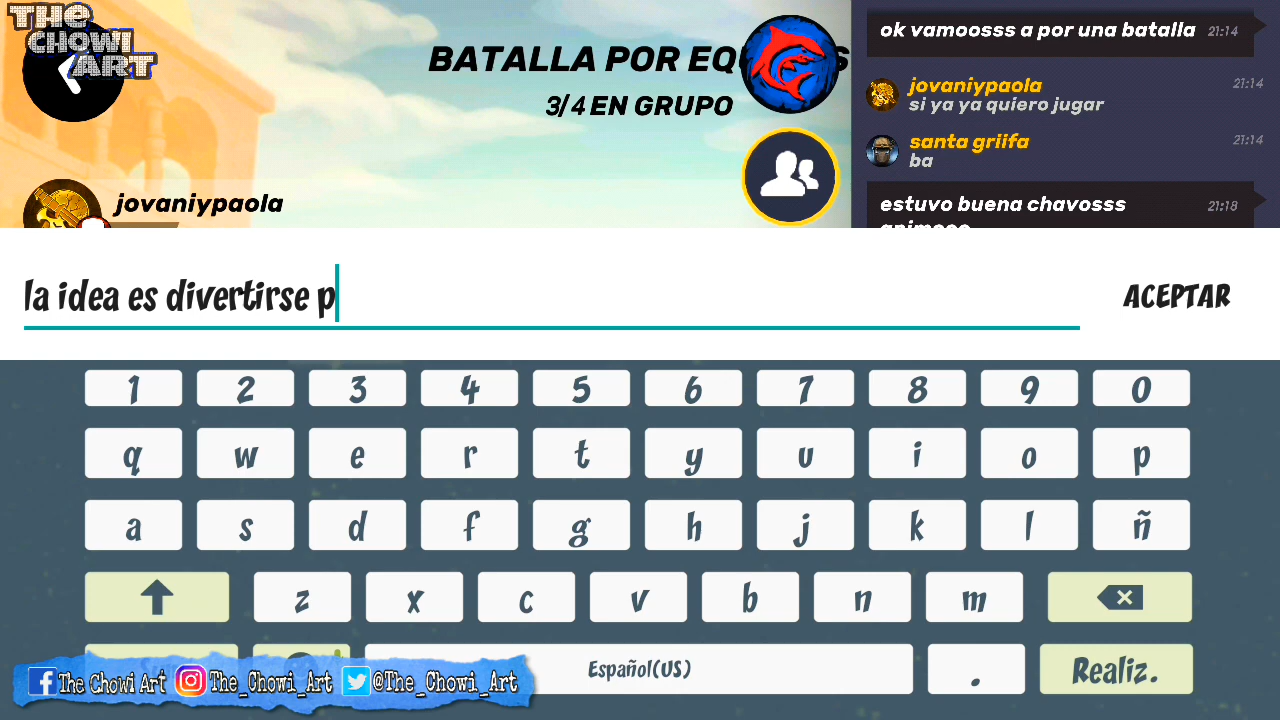 THE
CHOWI
ART
BATALLA POR EQ
S
3/4 EN GRUPO
jovaniypaola
ok vamoosss a por una batalla 21:14
jovaniypaola 21:14
si ya ya quiero jugar
santa griifa 21:14
ba
estuvo buena chavosss 21:18
la idea es divertirse p
ACEPTAR
1 2 3 4 5 6 7 8 9 0
q w e r t y u i o p
a s d f g h j k l ñ
z x c v b n m
Español(US) . Realiz.
The Chowi Art The_Chowi_Art @The_Chowi_Art